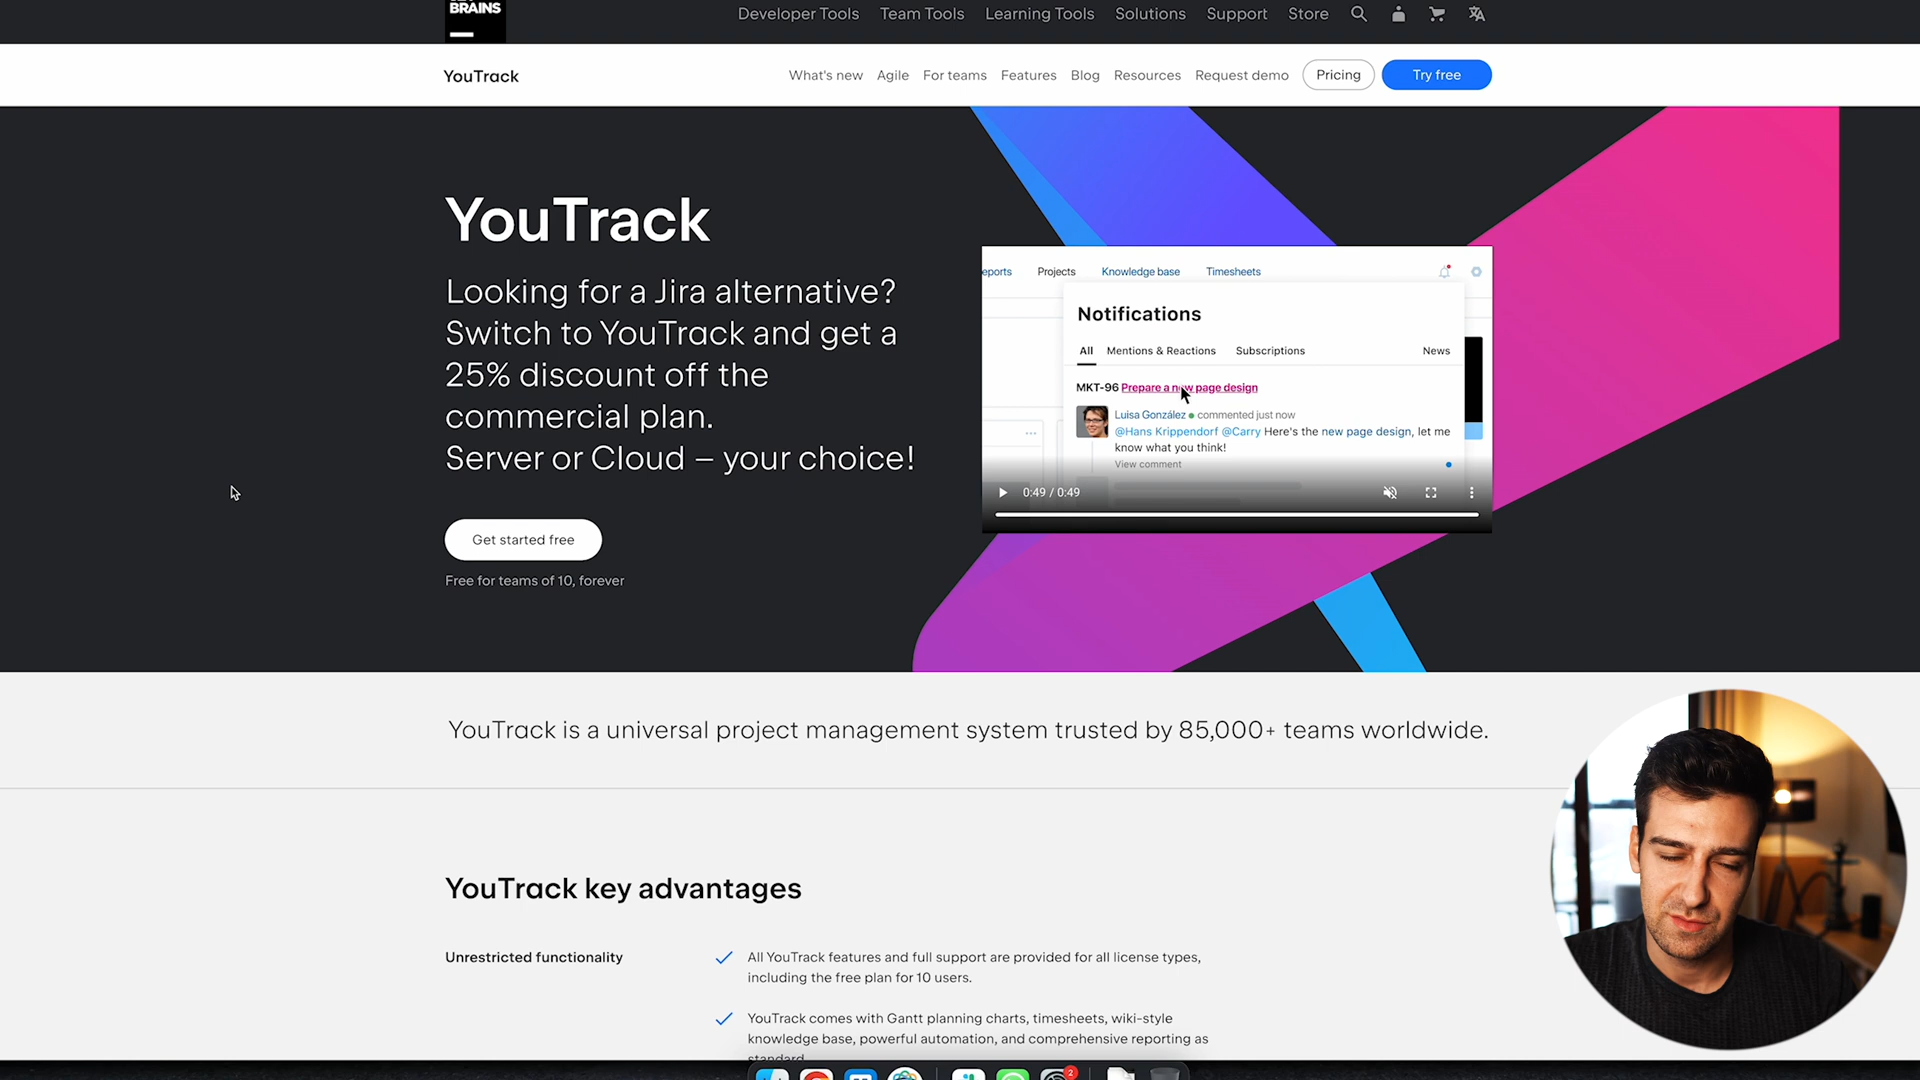 BRAINS
Developer Tools Team Tools Learning Tools Solutions Support Store
YouTrack
What's new Agile For teams Features Blog Resources Request demo Pricing Try free
YouTrack
Looking for a Jira alternative?
Switch to YouTrack and get a
25% discount off the
commercial plan.
Server or Cloud – your choice!
Get started free
Free for teams of 10, forever
eports Projects Knowledge base Timesheets
Notifications
All Mentions & Reactions Subscriptions News
MKT-96 Prepare a new page design
Luisa González commented just now
@Hans Krippendorf @Carry Here's the new page design, let me
know what you think!
View comment
0:49 / 0:49
YouTrack is a universal project management system trusted by 85,000+ teams worldwide.
YouTrack key advantages
Unrestricted functionality
All YouTrack features and full support are provided for all license types,
including the free plan for 10 users.
YouTrack comes with Gantt planning charts, timesheets, wiki-style
knowledge base, powerful automation, and comprehensive reporting as
standard.
2